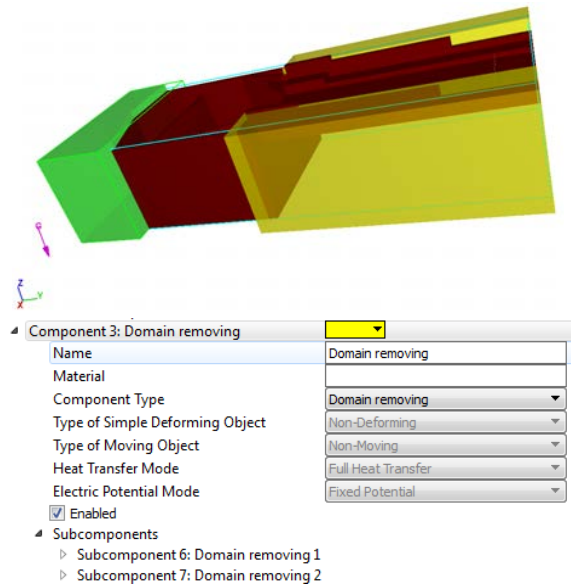 G
Z
Y
X
Component 3: Domain removing
Name Domain removing
Material
Component Type Domain removing
Type of Simple Deforming Object Non-Deforming
Type of Moving Object Non-Moving
Heat Transfer Mode Full Heat Transfer
Electric Potential Mode Fixed Potential
Enabled
Subcomponents
Subcomponent 6: Domain removing 1
Subcomponent 7: Domain removing 2